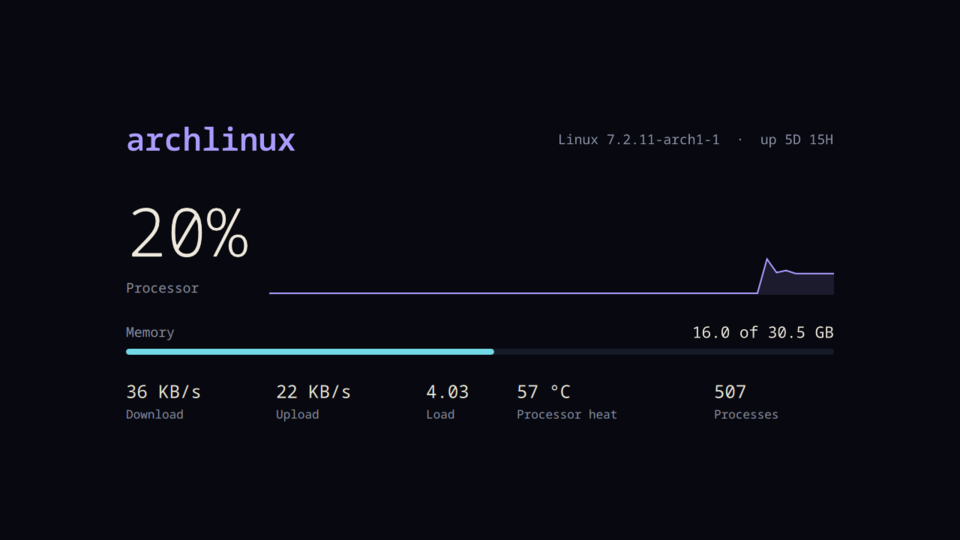 archlinux
Linux 7.2.11-arch1-1 · up 5D 15H
20%
Processor
Memory
16.0 of 30.5 GB
36 KB/s
22 KB/s
4.03
57 °C
507
Download
Upload
Load
Processor heat
Processes